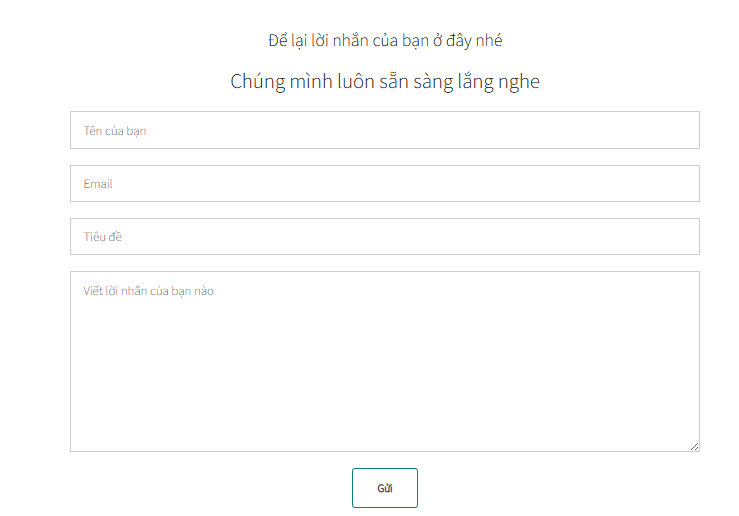 Để lại lời nhắn của bạn ở đây nhé
Chúng mình luôn sẵn sàng lắng nghe
Tên của bạn
Email
Tiêu đề
Viết lời nhắn của bạn nào
Gửi